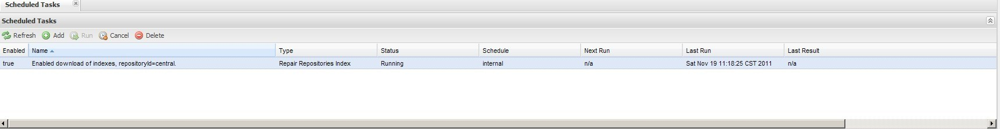 Scheduled Tasks
Scheduled Tasks
Refresh Add Run Cancel Delete
Enabled Name Type Status Schedule Next Run Last Run Last Result
true Enabled download of indexes, repositoryId=central. Repair Repositories Index Running internal n/a Sat Nov 19 11:18:25 CST 2011 n/a